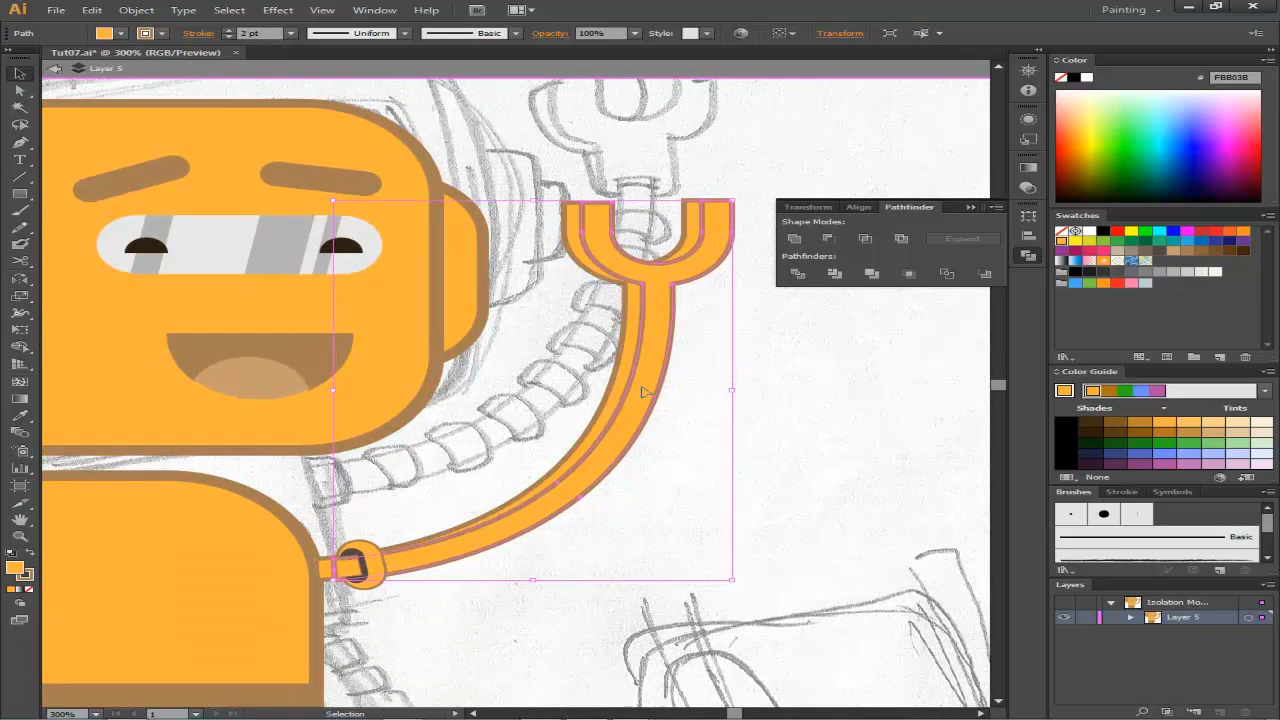 Ai File Edit Object Type Select Effect View Window Help Br Painting
Path Stroke: 2 pt Uniform Basic Opacity: 100% Style: Transform
Tut07.ai* @ 300% (RGB/Preview) ×
Layer 5
Color
# FBB03B
Transform Align Pathfinder
Shape Modes:
Expand
Pathfinders:
Swatches
Color Guide
Shades Tints
None
Brushes Stroke Symbols
Basic
Layers
Isolation Mo...
Layer 5
300% 1 Selection